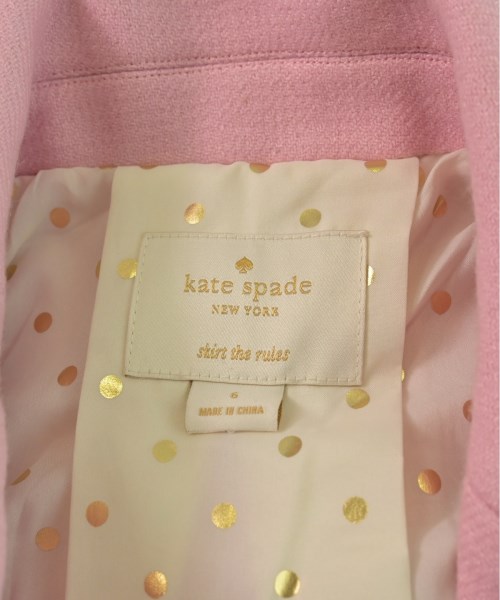 kate spade
NEW YORK
skirt the rules
6
MADE IN CHINA